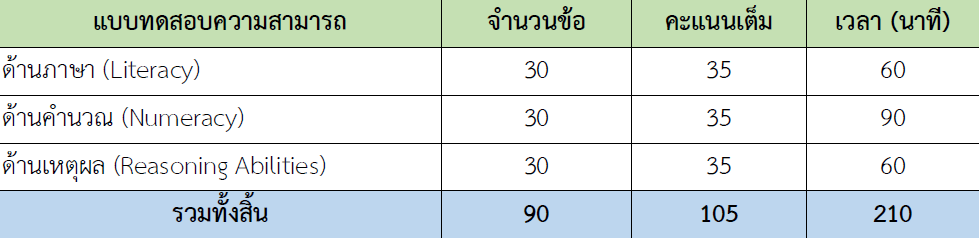 แบบทดสอบความสามารถ จำนวนข้อ คะแนนเต็ม เวลา (นาที)
ด้านภาษา (Literacy) 30 35 60
ด้านคำนวณ (Numeracy) 30 35 90
ด้านเหตุผล (Reasoning Abilities) 30 35 60
รวมทั้งสิ้น 90 105 210